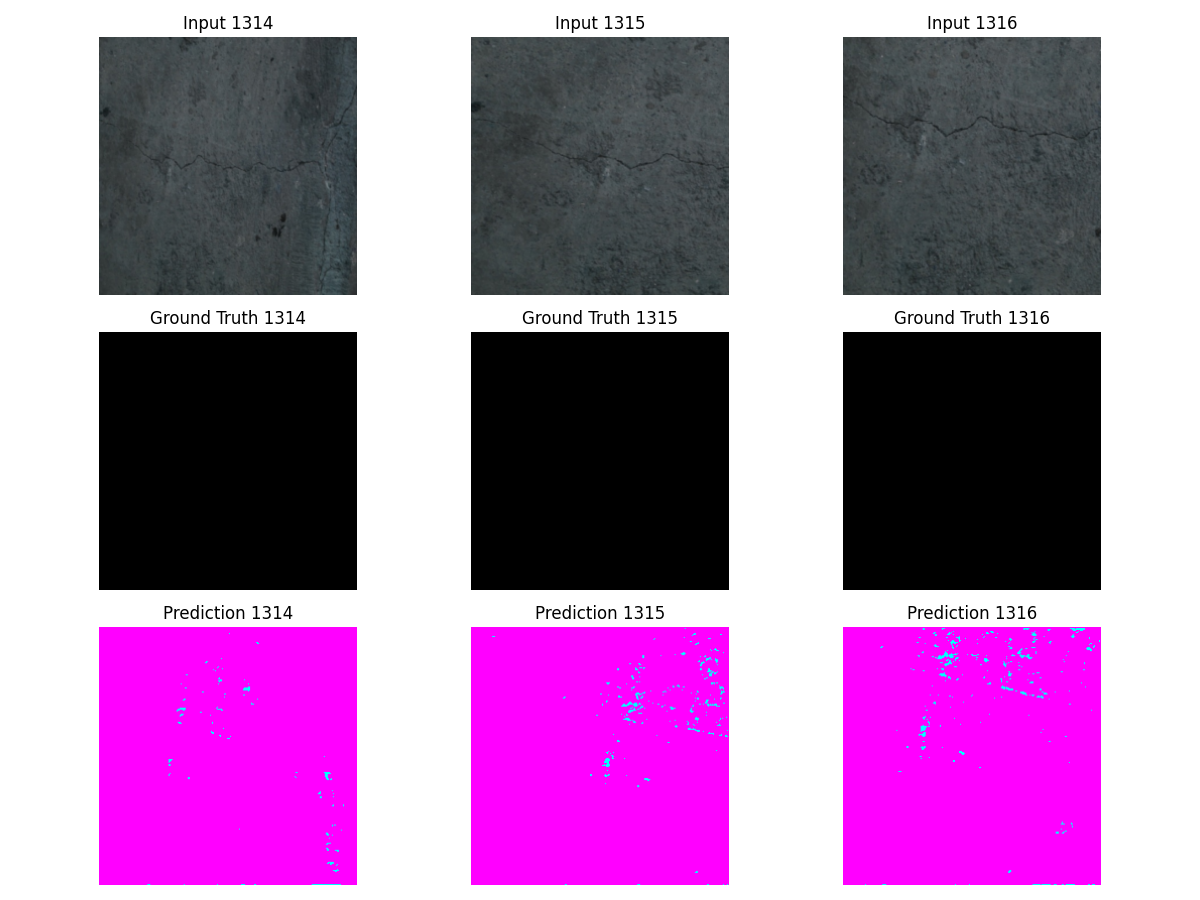 Input 1314
Input 1315
Input 1316
Ground Truth 1314
Ground Truth 1315
Ground Truth 1316
Prediction 1314
Prediction 1315
Prediction 1316